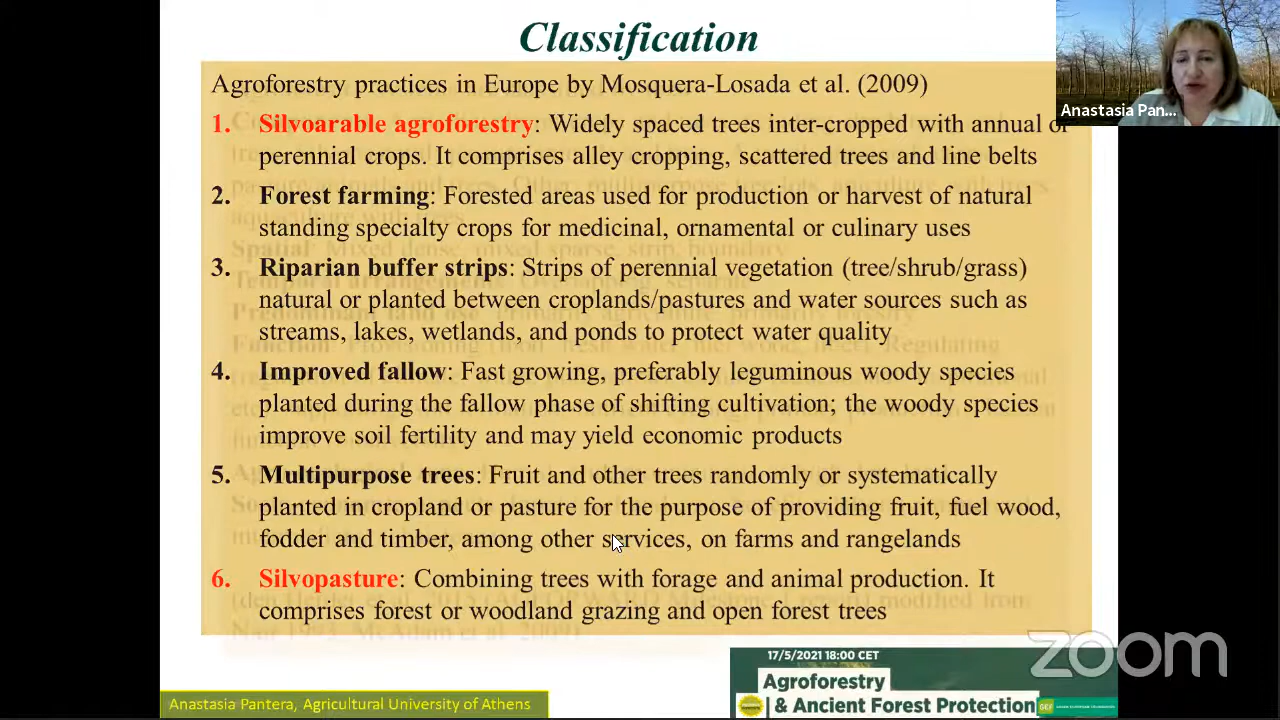 Classification
Agroforestry practices in Europe by Mosquera-Losada et al. (2009)
1. Silvoarable agroforestry: Widely spaced trees inter-cropped with annual or
perennial crops. It comprises alley cropping, scattered trees and line belts
2. Forest farming: Forested areas used for production or harvest of natural
standing specialty crops for medicinal, ornamental or culinary uses
3. Riparian buffer strips: Strips of perennial vegetation (tree/shrub/grass)
natural or planted between croplands/pastures and water sources such as
streams, lakes, wetlands, and ponds to protect water quality
4. Improved fallow: Fast growing, preferably leguminous woody species
planted during the fallow phase of shifting cultivation; the woody species
improve soil fertility and may yield economic products
5. Multipurpose trees: Fruit and other trees randomly or systematically
planted in cropland or pasture for the purpose of providing fruit, fuel wood,
fodder and timber, among other services, on farms and rangelands
6. Silvopasture: Combining trees with forage and animal production. It
comprises forest or woodland grazing and open forest trees
Anastasia Pan...
zoom
17/5/2021 18:00 CET
Agroforestry
& Ancient Forest Protection
GEF
Anastasia Pantera, Agricultural University of Athens